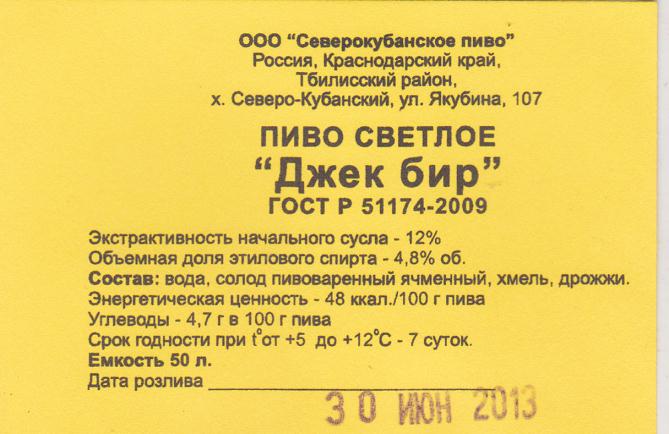 ООО “Северокубанское пиво”
Россия, Краснодарский край,
Тбилисский район,
х. Северо-Кубанский, ул. Якубина, 107
ПИВО СВЕТЛОЕ
“Джек бир”
ГОСТ Р 51174-2009
Экстрактивность начального сусла - 12%
Объемная доля этилового спирта - 4,8% об.
Состав: вода, солод пивоваренный ячменный, хмель, дрожжи.
Энергетическая ценность - 48 ккал./100 г пива
Углеводы - 4,7 г в 100 г пива
Срок годности при t°от +5 до +12°С - 7 суток.
Емкость 50 л.
Дата розлива
30 ИЮН 2013